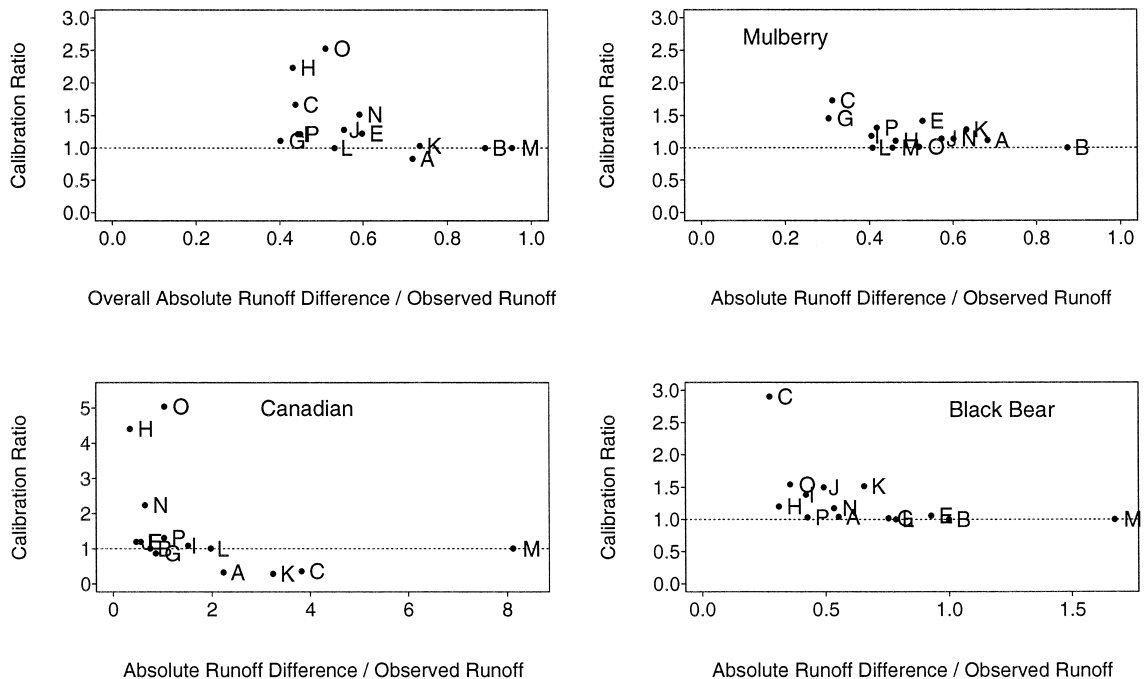 3.0
2.5
2.0
1.5
1.0
0.5
0.0
Calibration Ratio
O
H
C
N
J
E
I
P
G
L
K
A
B
M
0.0 0.2 0.4 0.6 0.8 1.0
Overall Absolute Runoff Difference / Observed Runoff
3.0
2.5
2.0
1.5
1.0
0.5
0.0
Calibration Ratio
Mulberry
C
G
P
E
K
I
H
J
N
A
L
M
O
B
0.0 0.2 0.4 0.6 0.8 1.0
Absolute Runoff Difference / Observed Runoff
5
4
3
2
1
0
Calibration Ratio
Canadian
O
H
N
J
E
P
B
G
I
L
M
A
K
C
0 2 4 6 8
Absolute Runoff Difference / Observed Runoff
3.0
2.5
2.0
1.5
1.0
0.5
0.0
Calibration Ratio
Black Bear
C
O
J
K
I
H
N
P
A
G
L
E
B
M
0.0 0.5 1.0 1.5
Absolute Runoff Difference / Observed Runoff